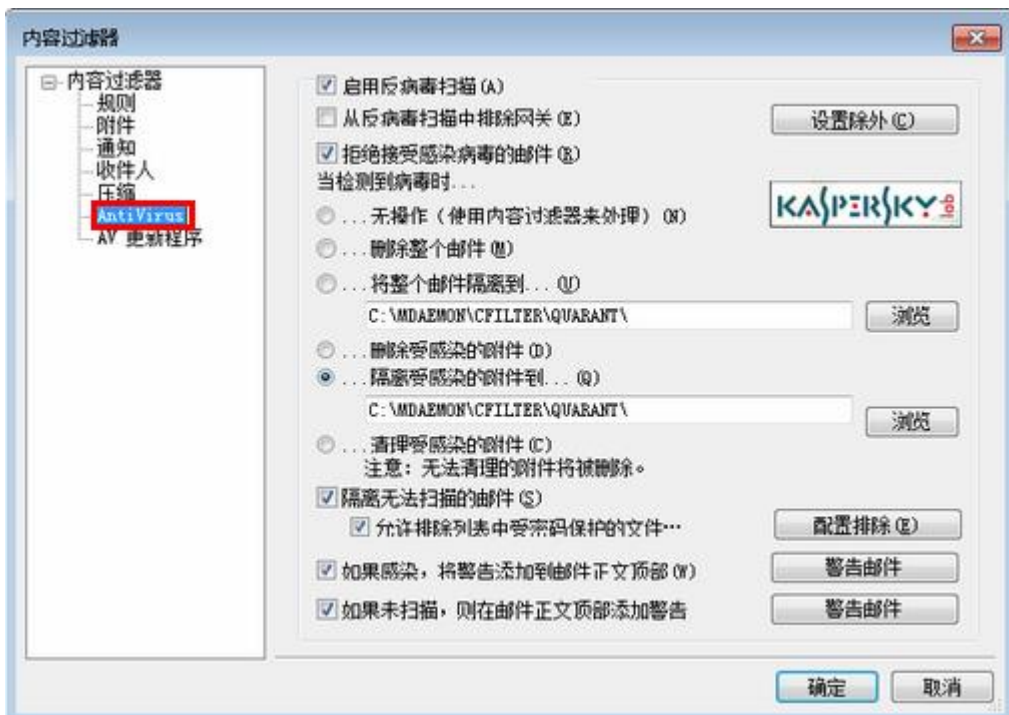 内容过滤器
内容过滤器
规则
附件
通知
收件人
压缩
AntiVirus
AV 更新程序
启用反病毒扫描(A)
从反病毒扫描中排除网关(E)
设置除外(C)
拒绝接受感染病毒的邮件(R)
当检测到病毒时...
KASPERSKY lab
...无操作（使用内容过滤器来处理）(N)
...删除整个邮件(M)
...将整个邮件隔离到...(U)
C:\MDAEMON\CFILTER\QUARANT\
浏览
...删除受感染的附件(D)
...隔离受感染的附件到...(Q)
C:\MDAEMON\CFILTER\QUARANT\
浏览
...清理受感染的附件(C)
注意：无法清理的附件将被删除。
隔离无法扫描的邮件(S)
允许排除列表中受密码保护的文件…
配置排除(E)
如果感染，将警告添加到邮件正文顶部(W)
警告邮件
如果未扫描，则在邮件正文顶部添加警告
警告邮件
确定
取消